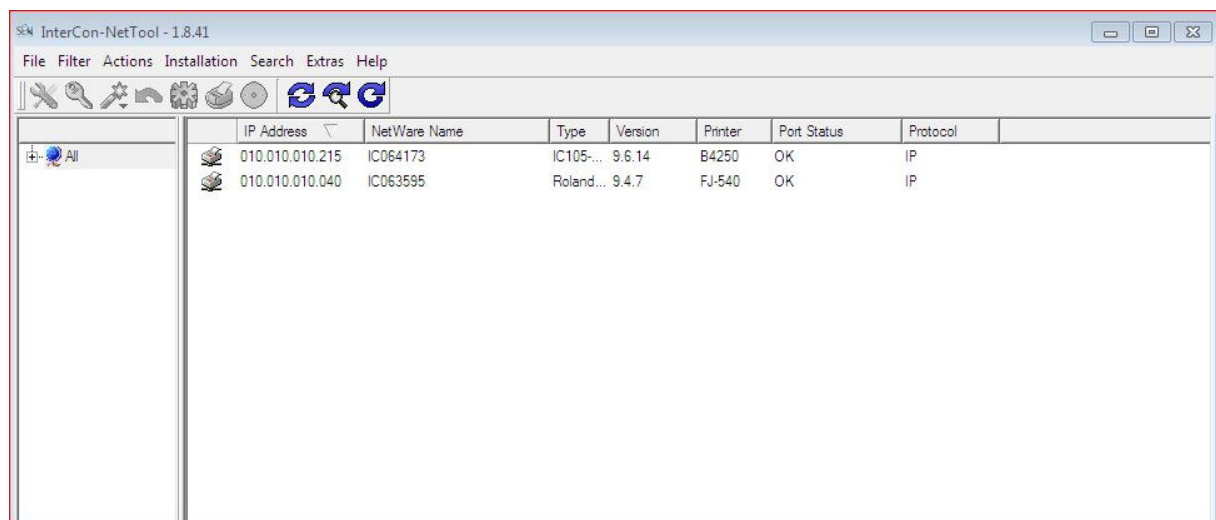 SEH InterCon-NetTool - 1.8.41
File Filter Actions Installation Search Extras Help
IP Address NetWare Name Type Version Printer Port Status Protocol
All
010.010.010.215 IC064173 IC105-... 9.6.14 B4250 OK IP
010.010.010.040 IC063595 Roland... 9.4.7 FJ-540 OK IP